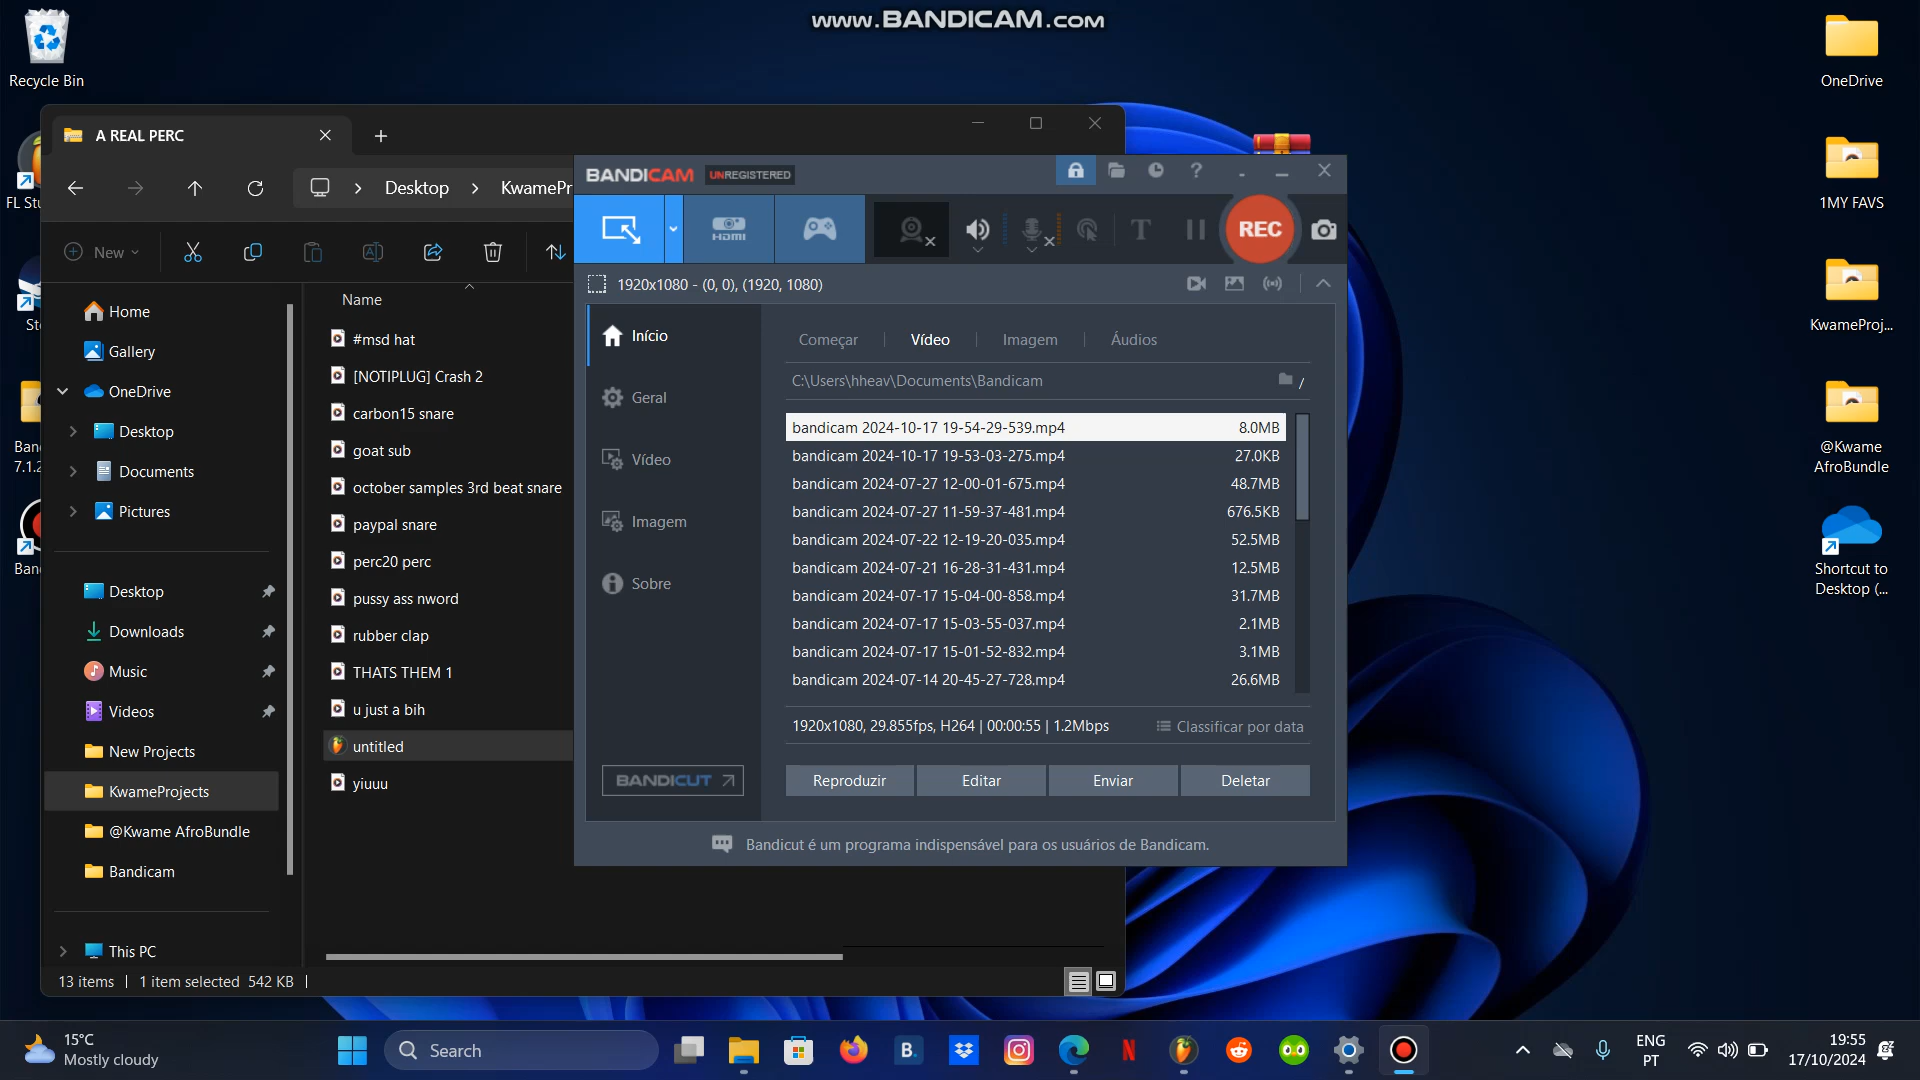 www.BANDICAM.com
Recycle Bin
OneDrive
1MY FAVS
KwameProj...
@Kwame
AfroBundle
Shortcut to
Desktop (...
FL Stu
Ste
Ban
7.1.2
Ban
A REAL PERC
Desktop
KwamePr
New
Home
Gallery
OneDrive
Desktop
Documents
Pictures
Desktop
Downloads
Music
Videos
New Projects
KwameProjects
@Kwame AfroBundle
Bandicam
This PC
Name
#msd hat
[NOTIPLUG] Crash 2
carbon15 snare
goat sub
october samples 3rd beat snare
paypal snare
perc20 perc
pussy ass nword
rubber clap
THATS THEM 1
u just a bih
untitled
yiuuu
13 items
1 item selected 542 KB
BANDICAM UNREGISTERED
HDMI
T
REC
1920x1080 - (0, 0), (1920, 1080)
Início
Geral
Vídeo
Imagem
Sobre
BANDICUT
Começar
Vídeo
Imagem
Áudios
C:\Users\hheav\Documents\Bandicam
/
bandicam 2024-10-17 19-54-29-539.mp4 8.0MB
bandicam 2024-10-17 19-53-03-275.mp4 27.0KB
bandicam 2024-07-27 12-00-01-675.mp4 48.7MB
bandicam 2024-07-27 11-59-37-481.mp4 676.5KB
bandicam 2024-07-22 12-19-20-035.mp4 52.5MB
bandicam 2024-07-21 16-28-31-431.mp4 12.5MB
bandicam 2024-07-17 15-04-00-858.mp4 31.7MB
bandicam 2024-07-17 15-03-55-037.mp4 2.1MB
bandicam 2024-07-17 15-01-52-832.mp4 3.1MB
bandicam 2024-07-14 20-45-27-728.mp4 26.6MB
1920x1080, 29.855fps, H264 | 00:00:55 | 1.2Mbps
Classificar por data
Reproduzir
Editar
Enviar
Deletar
Bandicut é um programa indispensável para os usuários de Bandicam.
15°C
Mostly cloudy
Search
B.
N
ENG
PT
19:55
17/10/2024